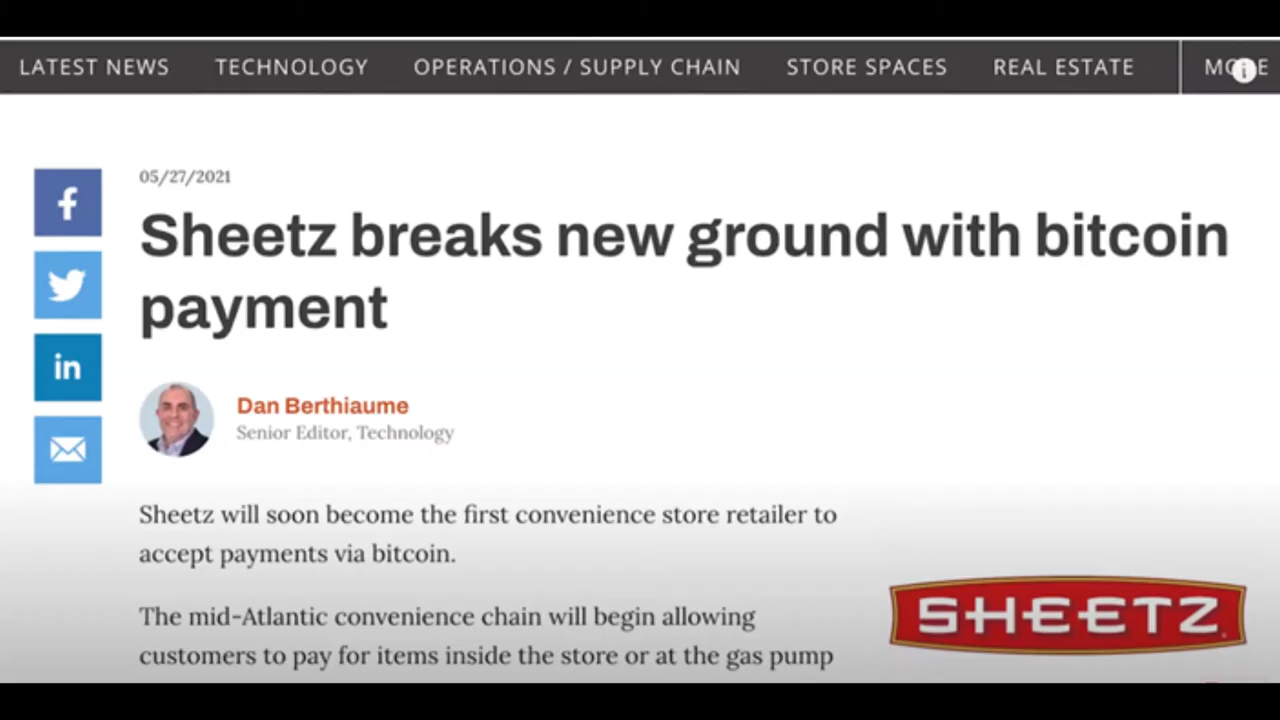 LATEST NEWS TECHNOLOGY OPERATIONS / SUPPLY CHAIN STORE SPACES REAL ESTATE
05/27/2021
Sheetz breaks new ground with bitcoin
payment
Dan Berthiaume
Senior Editor, Technology
Sheetz will soon become the first convenience store retailer to
accept payments via bitcoin.
The mid-Atlantic convenience chain will begin allowing
customers to pay for items inside the store or at the gas pump
SHEETZ